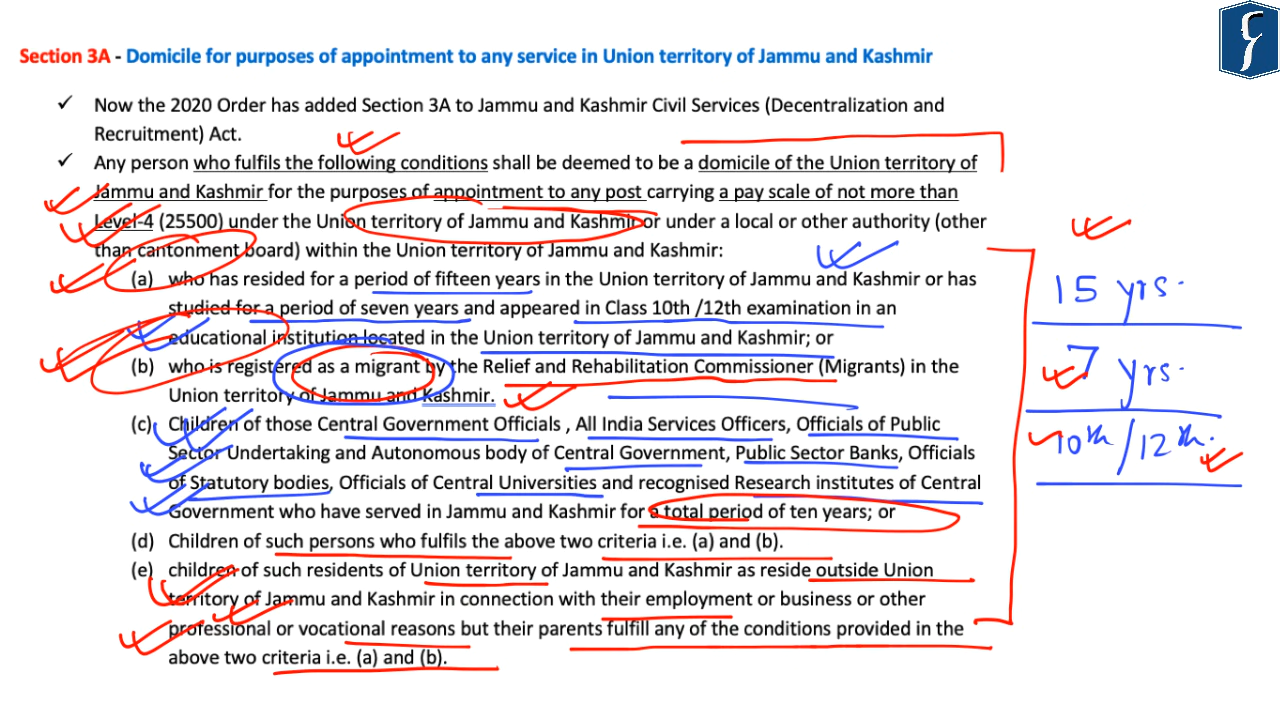 Section 3A - Domicile for purposes of appointment to any service in Union territory of Jammu and Kashmir
✓ Now the 2020 Order has added Section 3A to Jammu and Kashmir Civil Services (Decentralization and
Recruitment) Act.
✓ Any person who fulfils the following conditions shall be deemed to be a domicile of the Union territory of
Jammu and Kashmir for the purposes of appointment to any post carrying a pay scale of not more than
Level-4 (25500) under the Union territory of Jammu and Kashmir or under a local or other authority (other
than cantonment board) within the Union territory of Jammu and Kashmir:
(a) who has resided for a period of fifteen years in the Union territory of Jammu and Kashmir or has
studied for a period of seven years and appeared in Class 10th /12th examination in an
educational institution located in the Union territory of Jammu and Kashmir; or
(b) who is registered as a migrant by the Relief and Rehabilitation Commissioner (Migrants) in the
Union territory of Jammu and Kashmir.
(c) Children of those Central Government Officials , All India Services Officers, Officials of Public
Sector Undertaking and Autonomous body of Central Government, Public Sector Banks, Officials
of Statutory bodies, Officials of Central Universities and recognised Research institutes of Central
Government who have served in Jammu and Kashmir for a total period of ten years; or
(d) Children of such persons who fulfils the above two criteria i.e. (a) and (b).
(e) children of such residents of Union territory of Jammu and Kashmir as reside outside Union
territory of Jammu and Kashmir in connection with their employment or business or other
professional or vocational reasons but their parents fulfill any of the conditions provided in the
above two criteria i.e. (a) and (b).
15 yrs.
7 yrs.
10th/12th.